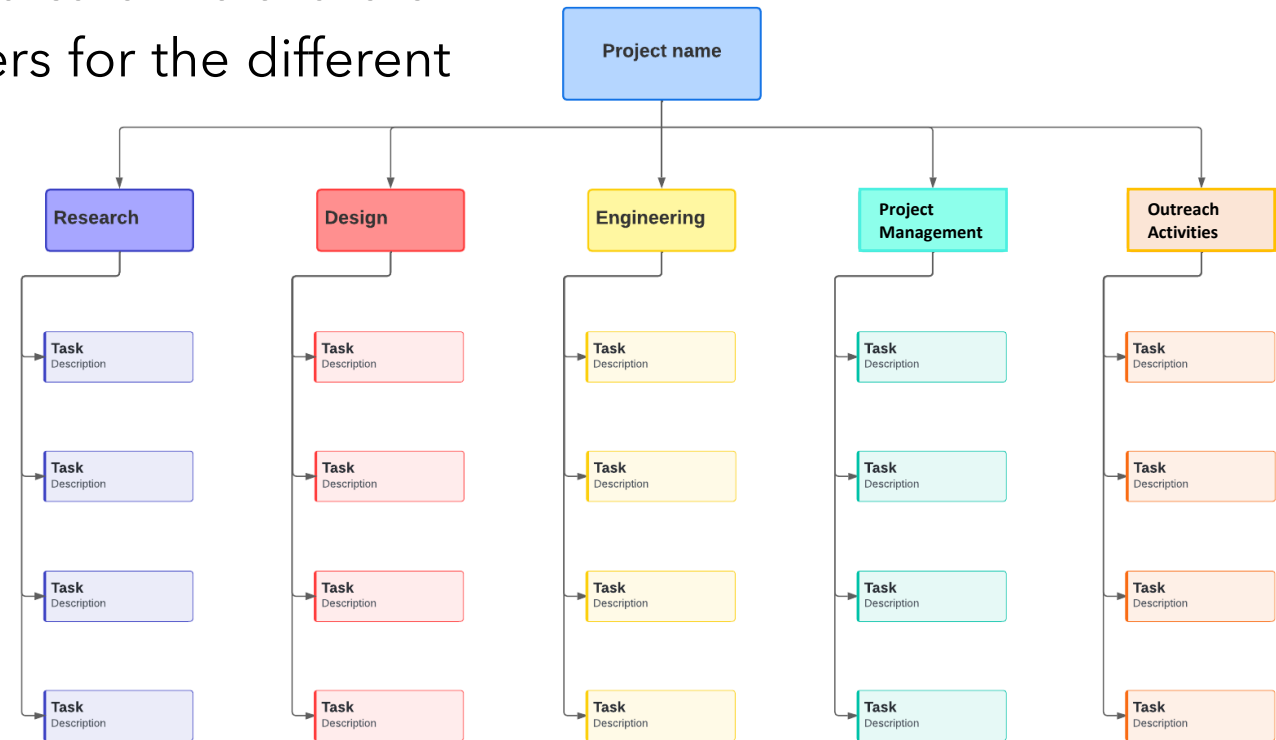 ers for the different
Project name
Research
Design
Engineering
Project
Management
Outreach
Activities
Task
Description
Task
Description
Task
Description
Task
Description
Task
Description
Task
Description
Task
Description
Task
Description
Task
Description
Task
Description
Task
Description
Task
Description
Task
Description
Task
Description
Task
Description
Task
Description
Task
Description
Task
Description
Task
Description
Task
Description